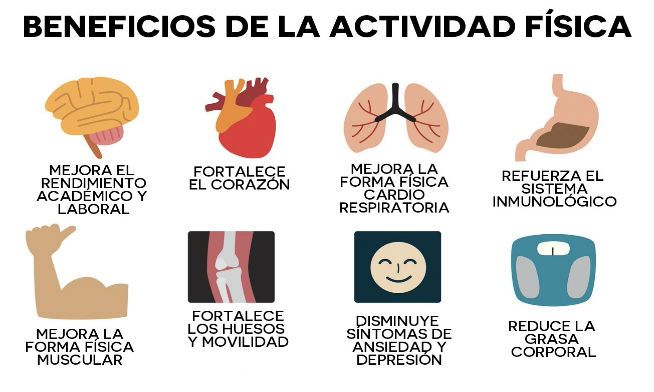 BENEFICIOS DE LA ACTIVIDAD FÍSICA
MEJORA EL
RENDIMIENTO
ACADÉMICO Y
LABORAL
FORTALECE
EL CORAZÓN
MEJORA LA
FORMA FÍSICA
CARDIO
RESPIRATORIA
REFUERZA EL
SISTEMA
INMUNOLÓGICO
MEJORA LA
FORMA FÍSICA
MUSCULAR
FORTALECE
LOS HUESOS
Y MOVILIDAD
DISMINUYE
SÍNTOMAS DE
ANSIEDAD Y
DEPRESIÓN
REDUCE LA
GRASA
CORPORAL